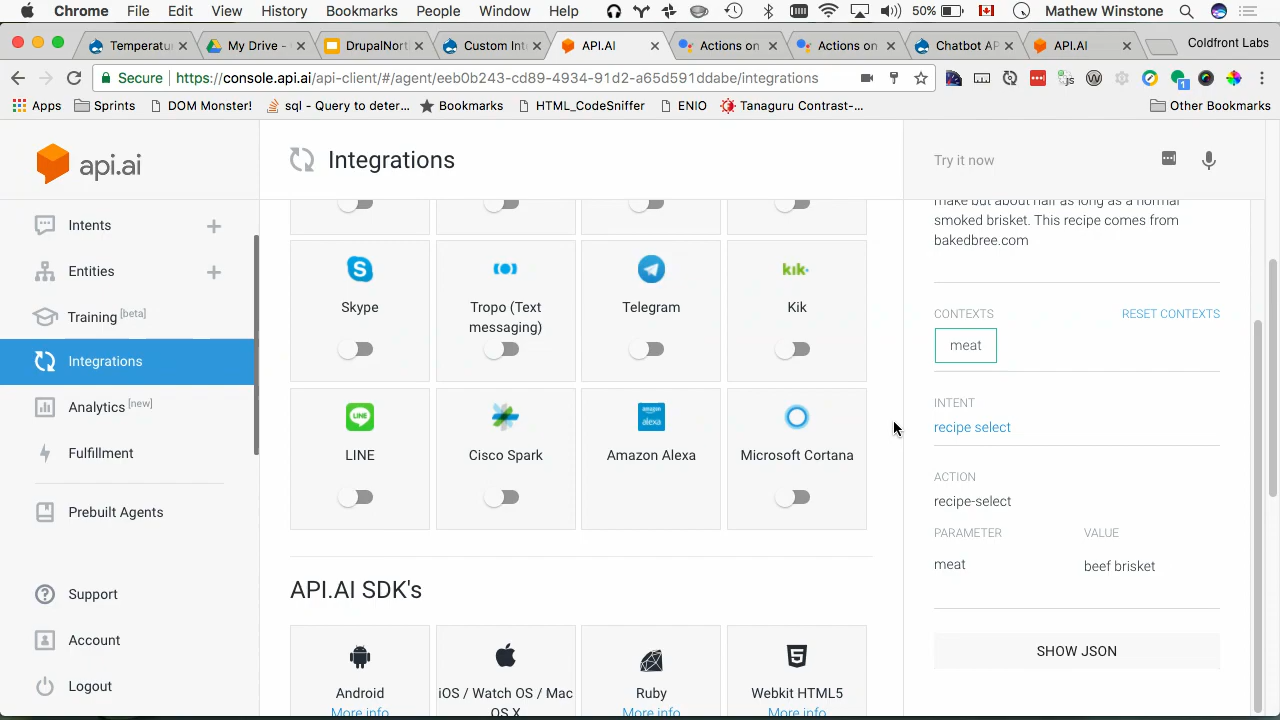 Chrome File Edit View History Bookmarks People Window Help 50% Mathew Winstone
Temperatu My Drive - DrupalNort Custom Int API.AI Actions on Actions on Chatbot AP API.AI Coldfront Labs
Secure https://console.api.ai/api-client/#/agent/eeb0b243-cd89-4934-91d2-a65d591ddabe/integrations
Apps Sprints DOM Monster! sql - Query to deter... Bookmarks HTML_CodeSniffer ENIO Tanaguru Contrast-... Other Bookmarks
api.ai
Intents
Entities
Training [beta]
Integrations
Analytics [new]
Fulfillment
Prebuilt Agents
Support
Account
Logout
Integrations
Skype
Tropo (Text
messaging)
Telegram
kik
Kik
LINE
LINE
Cisco Spark
amazon
alexa
Amazon Alexa
Microsoft Cortana
API.AI SDK's
Android
More info
iOS / Watch OS / Mac
OS X
Ruby
More info
Webkit HTML5
More info
Try it now
make but about half as long as a normal
smoked brisket. This recipe comes from
bakedbree.com
CONTEXTS RESET CONTEXTS
meat
INTENT
recipe select
ACTION
recipe-select
PARAMETER VALUE
meat beef brisket
SHOW JSON